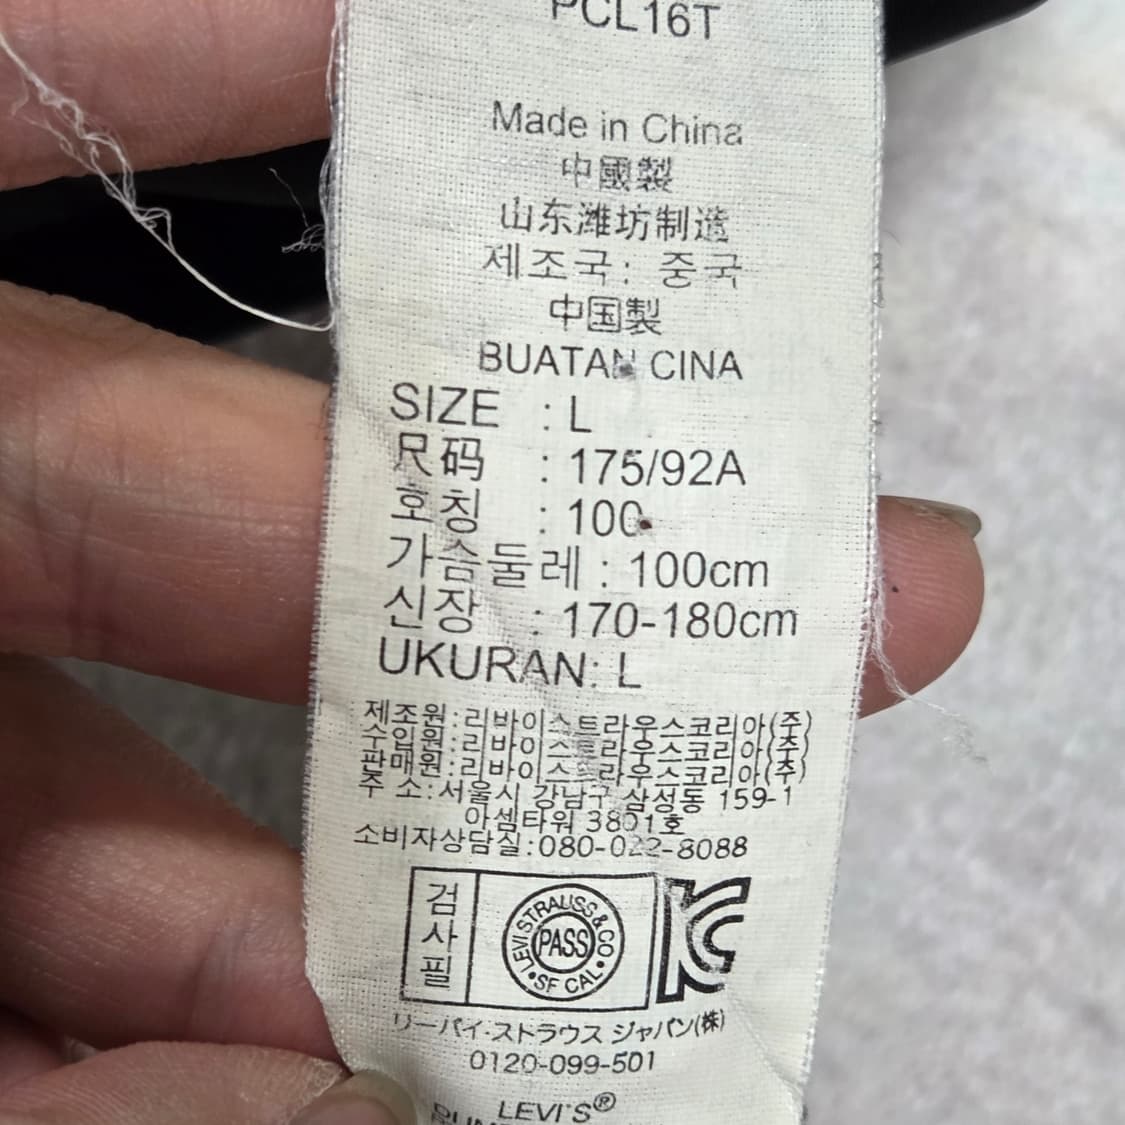 PCL16T
Made in China
中國製
山东潍坊制造
제조국: 중국
中国製
BUATAN CINA
SIZE : L
尺码 : 175/92A
호칭 : 100
가슴둘레 : 100cm
신장 : 170-180cm
UKURAN: L
제조원:리바이스트라우스코리아(주)
수입원:리바이스트라우스코리아(주)
판매원:리바이스트라우스코리아(주)
주 소:서울시 강남구 삼성동 159-1
아셈타워 3801호
소비자상담실:080-022-8088
검사필
LEVI STRAUSS & CO
PASS
SF CAL
リーバイ·ストラウス ジャパン(株)
0120-099-501
LEVI'S®